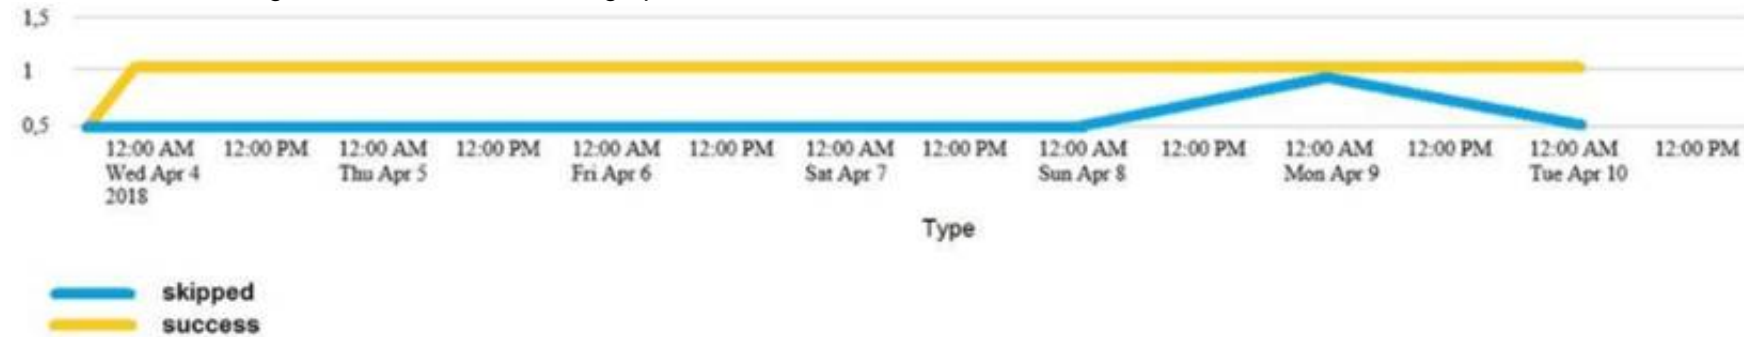 1,5
1
0,5
12:00 AM 12:00 PM 12:00 AM 12:00 PM 12:00 AM 12:00 PM 12:00 AM 12:00 PM 12:00 AM 12:00 PM 12:00 AM 12:00 PM 12:00 AM 12:00 PM
Wed Apr 4 Thu Apr 5 Fri Apr 6 Sat Apr 7 Sun Apr 8 Mon Apr 9 Tue Apr 10
2018
Type
skipped
success